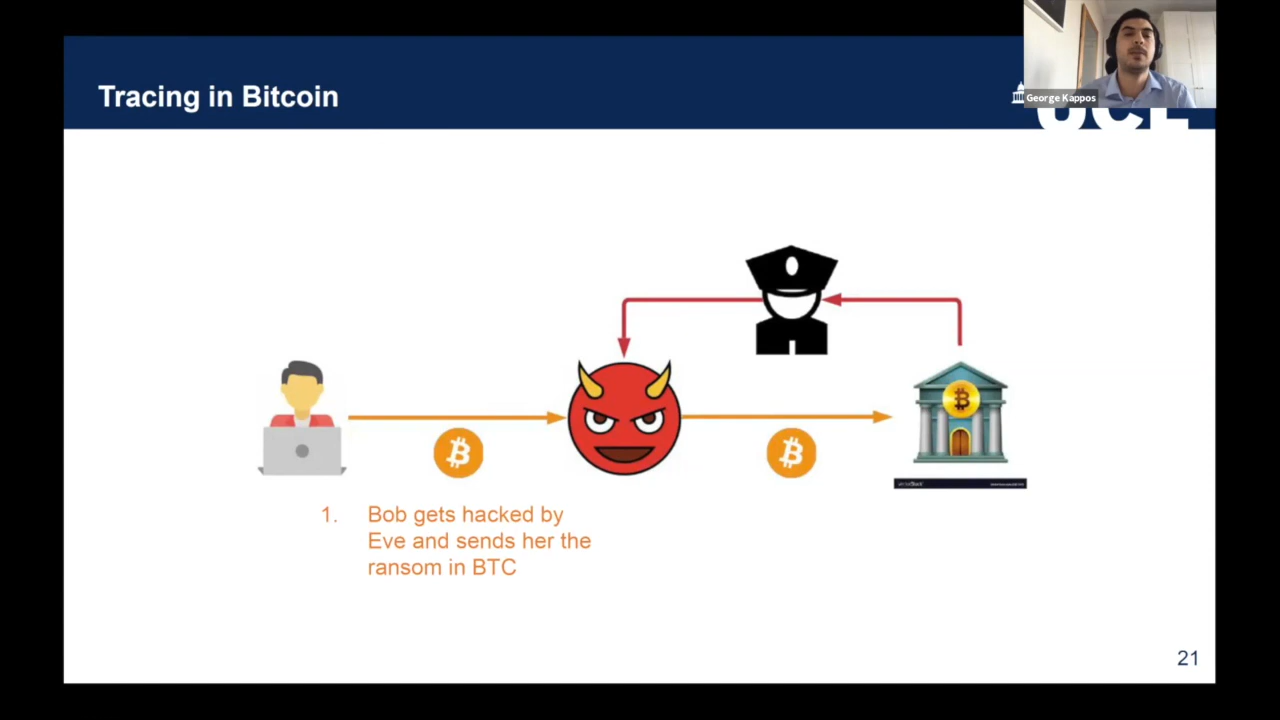 Tracing in Bitcoin
George Kappos
UCL
1. Bob gets hacked by
Eve and sends her the
ransom in BTC
21